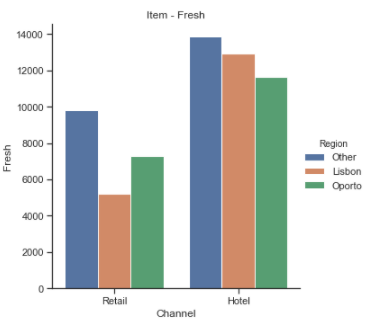 Item - Fresh
14000
12000
10000
8000
6000
4000
2000
0
Fresh
Retail
Hotel
Channel
Region
Other
Lisbon
Oporto